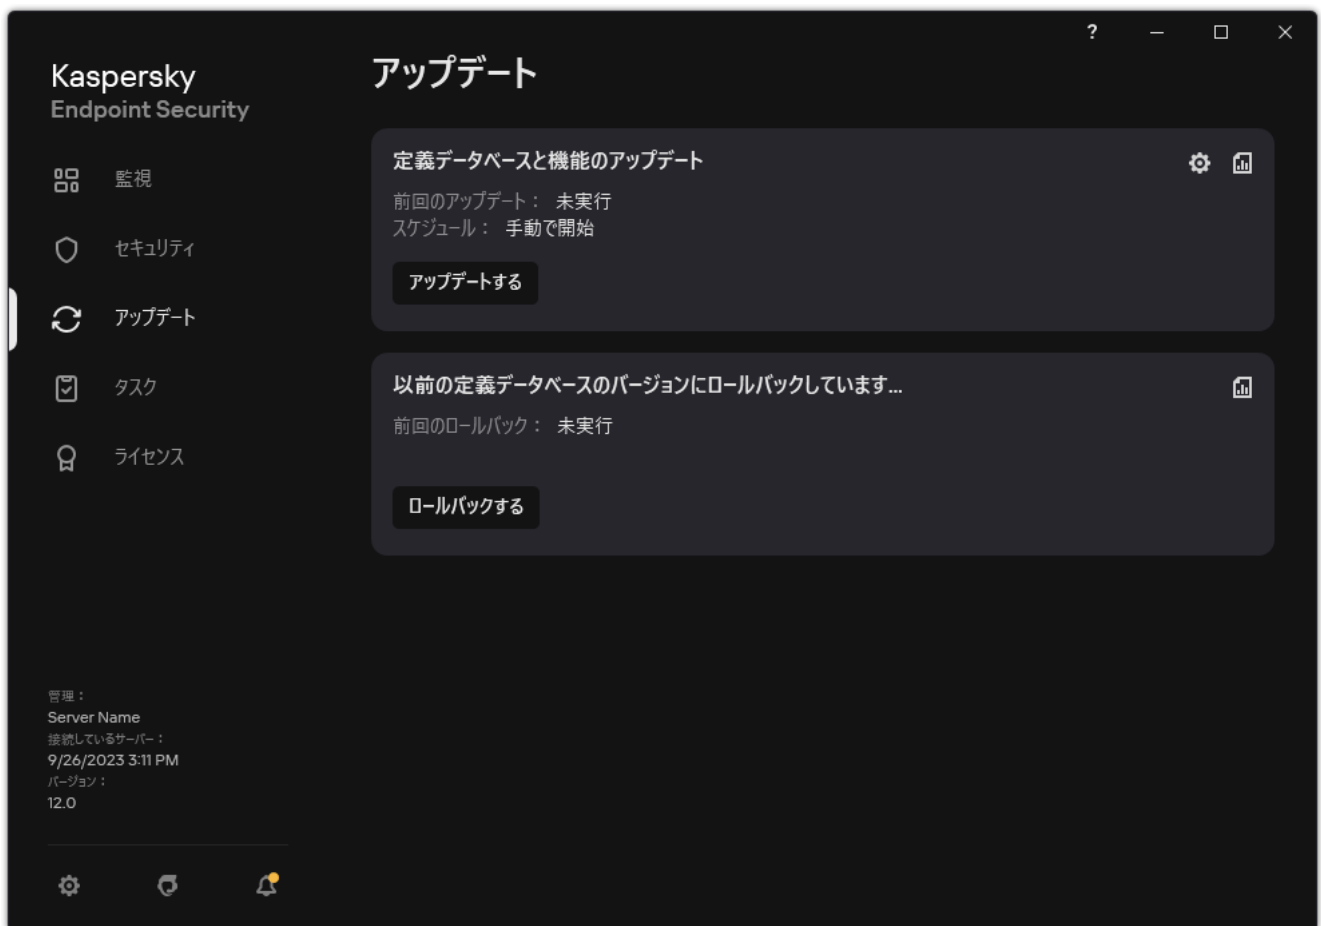 ?
Kaspersky
Endpoint Security
監視
セキュリティ
アップデート
タスク
ライセンス
管理：
Server Name
接続しているサーバー：
9/26/2023 3:11 PM
バージョン：
12.0
アップデート
定義データベースと機能のアップデート
前回のアップデート： 未実行
スケジュール： 手動で開始
アップデートする
以前の定義データベースのバージョンにロールバックしています...
前回のロールバック： 未実行
ロールバックする